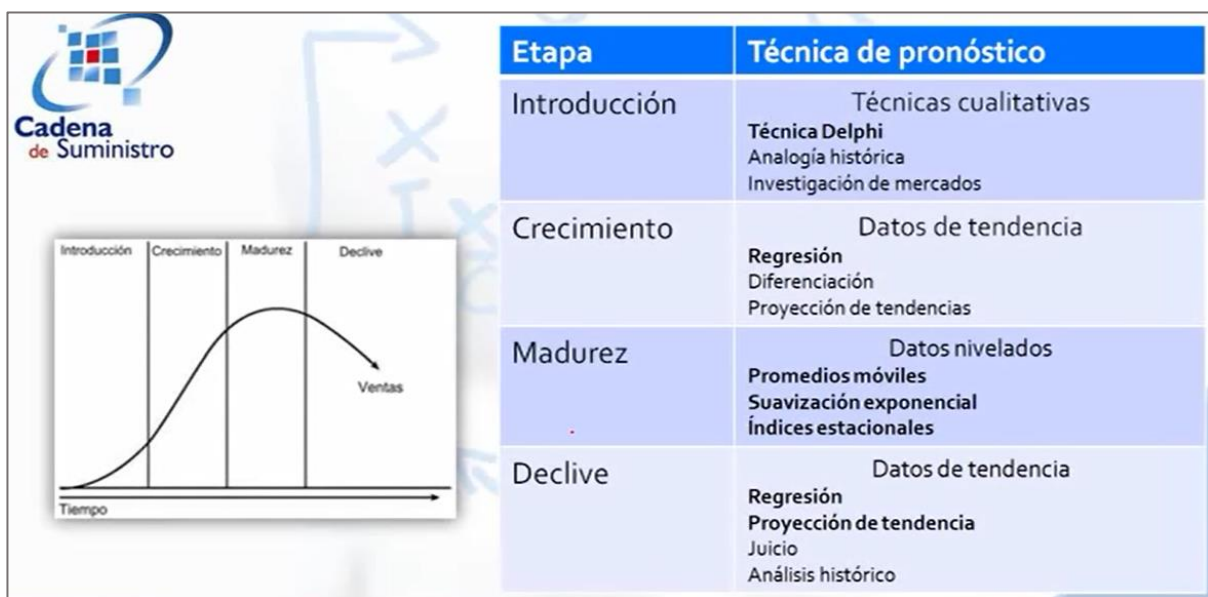 Cadena
de Suministro
Introducción Crecimiento Madurez Declive
Ventas
Tiempo
Etapa Técnica de pronóstico
Introducción Técnicas cualitativas
Técnica Delphi
Analogía histórica
Investigación de mercados
Crecimiento Datos de tendencia
Regresión
Diferenciación
Proyección de tendencias
Madurez Datos nivelados
Promedios móviles
Suavización exponencial
Índices estacionales
Declive Datos de tendencia
Regresión
Proyección de tendencia
Juicio
Análisis histórico